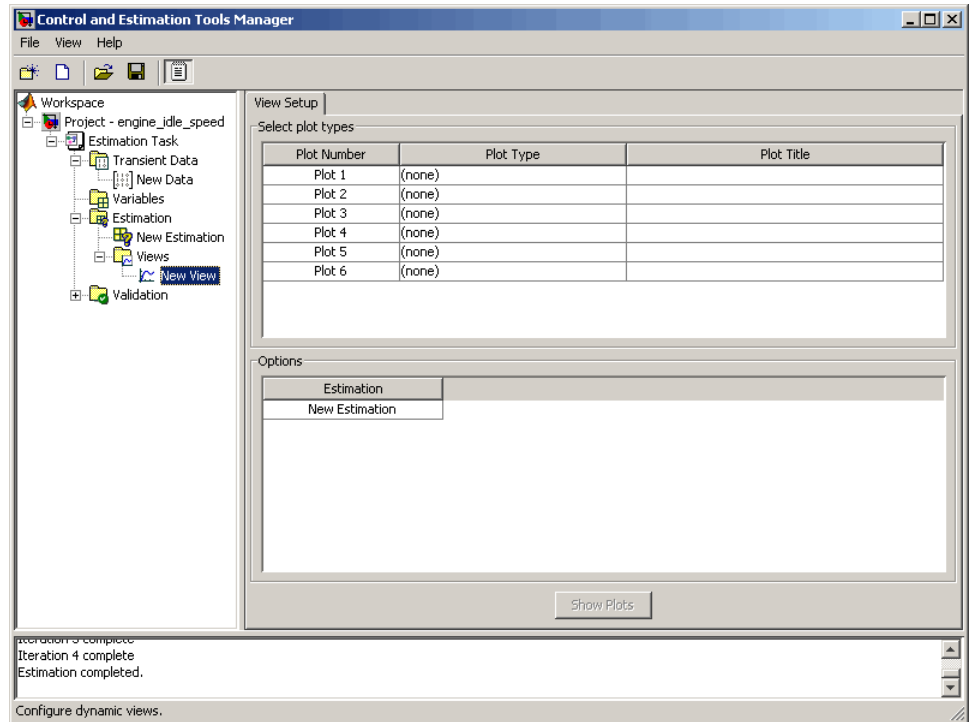 Control and Estimation Tools Manager
File View Help
Workspace
Project - engine_idle_speed
Estimation Task
Transient Data
New Data
Variables
Estimation
New Estimation
Views
New View
Validation
View Setup
Select plot types
Plot Number Plot Type Plot Title
Plot 1 (none)
Plot 2 (none)
Plot 3 (none)
Plot 4 (none)
Plot 5 (none)
Plot 6 (none)
Options
Estimation
New Estimation
Show Plots
Iteration 3 complete
Iteration 4 complete
Estimation completed.
Configure dynamic views.